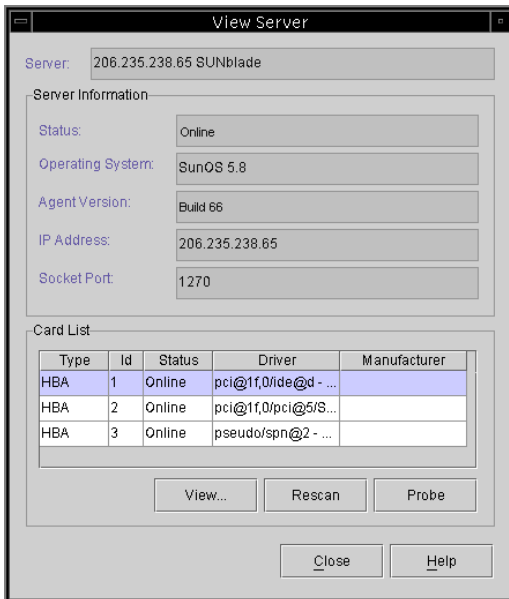 View Server
Server: 206.235.238.65 SUNblade
Server Information
Status: Online
Operating System: SunOS 5.8
Agent Version: Build 66
IP Address: 206.235.238.65
Socket Port: 1270
Card List
Type Id Status Driver Manufacturer
HBA 1 Online pci@1f,0/ide@d - ...
HBA 2 Online pci@1f,0/pci@5/S...
HBA 3 Online pseudo/spn@2 - ...
View... Rescan Probe
Close Help